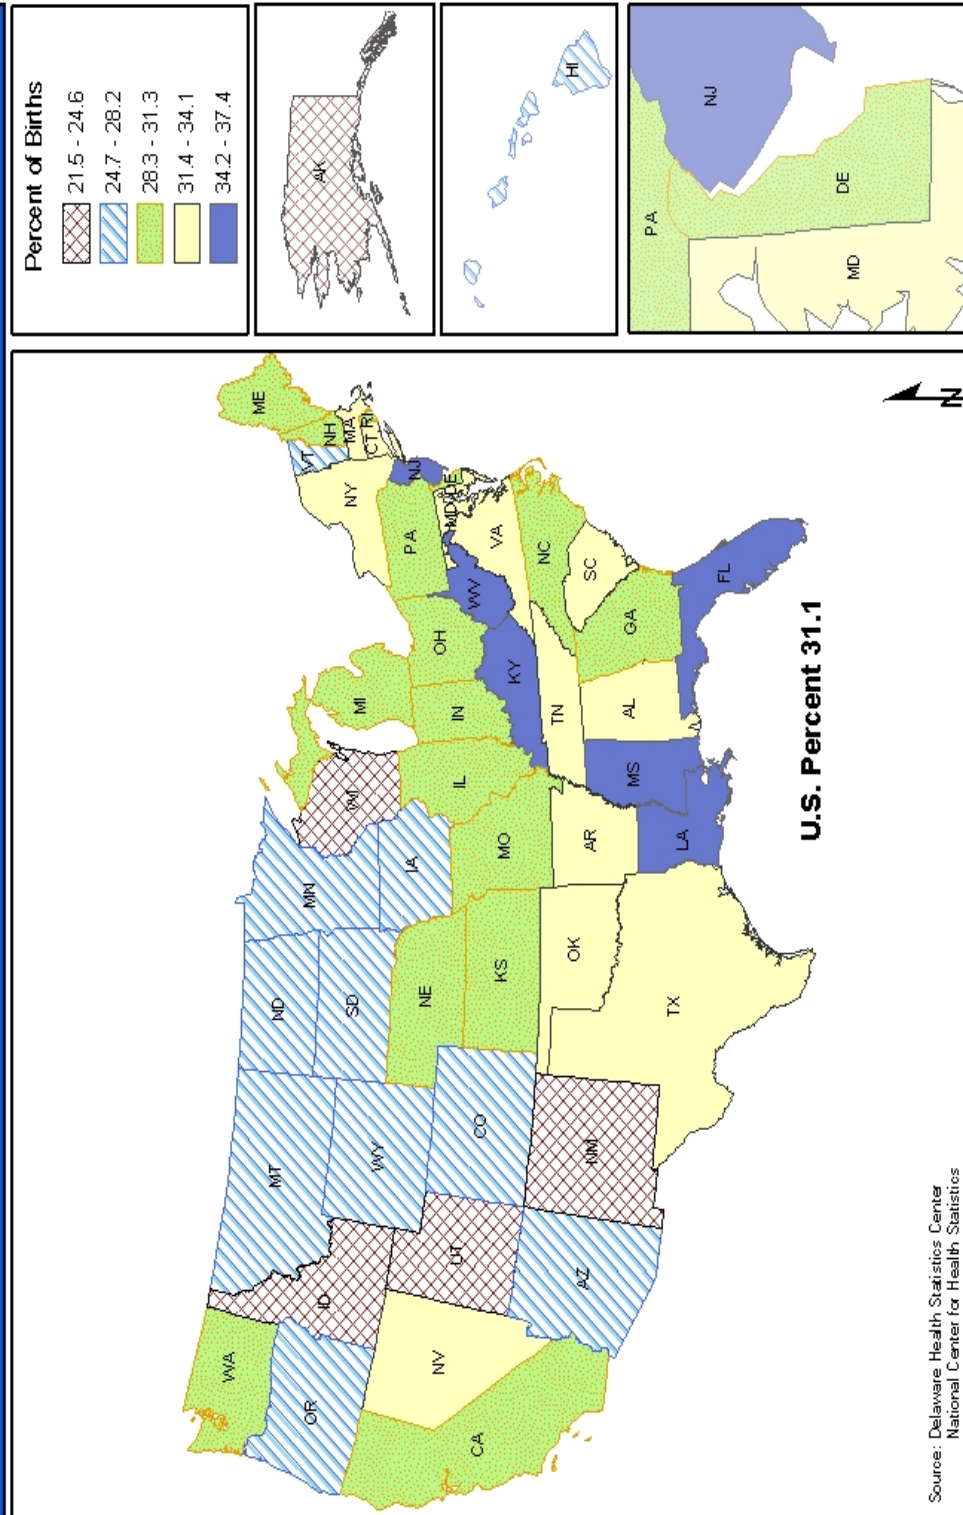 Percent of Births
21.5 - 24.6
24.7 - 28.2
28.3 - 31.3
31.4 - 34.1
34.2 - 37.4
AK
HI
PA
NJ
DE
MD
WA
OR
CA
NV
ID
MT
WY
UT
AZ
CO
NM
ND
SD
NE
KS
OK
TX
MN
IA
MO
AR
LA
WI
IL
MS
MI
IN
KY
TN
AL
OH
WV
GA
FL
SC
NC
VA
MD
DE
PA
NJ
NY
VT
NH
ME
MA
CT RI
U.S. Percent 31.1
N
Source: Delaware Health Statistics Center
National Center for Health Statistics